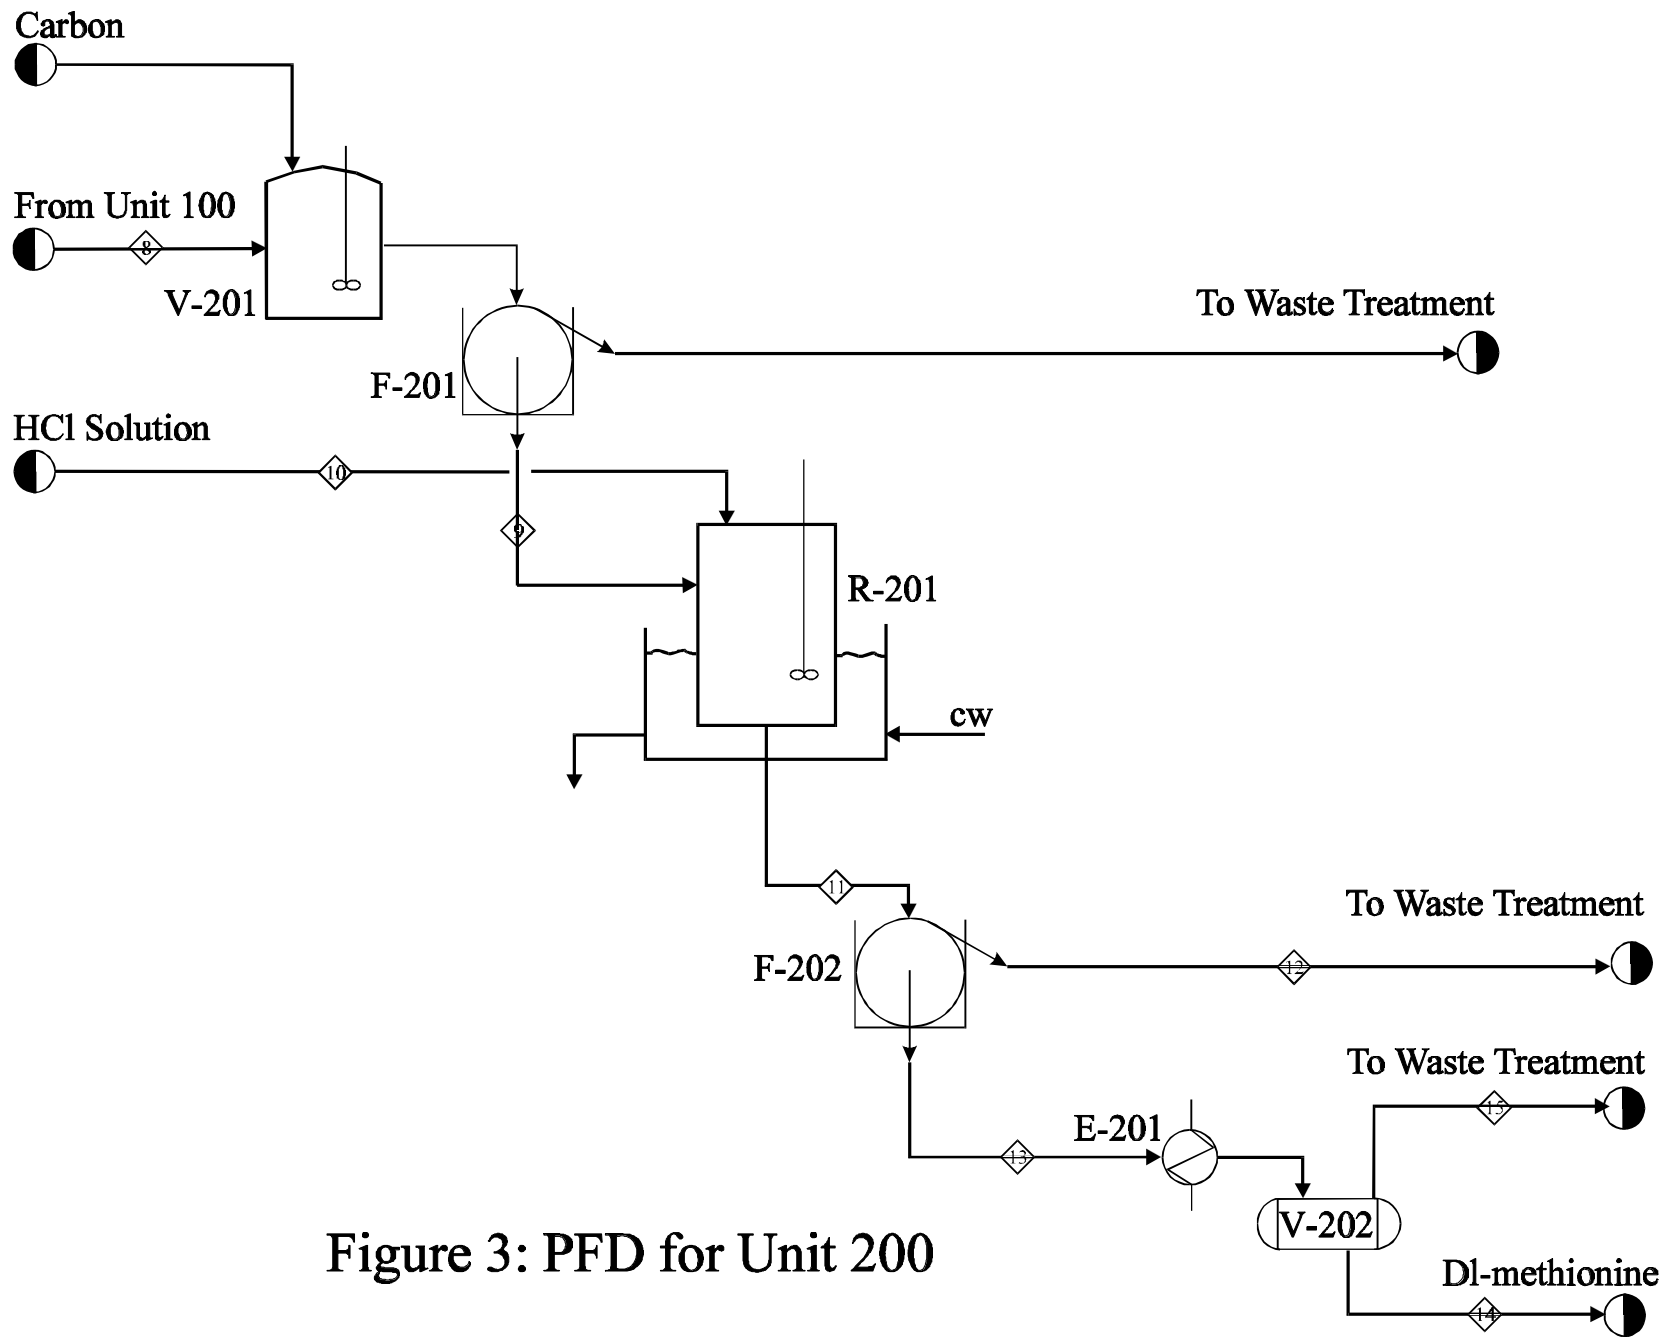 Carbon
From Unit 100
8
V-201
To Waste Treatment
F-201
HCl Solution
10
9
R-201
cw
11
To Waste Treatment
F-202
12
To Waste Treatment
15
E-201
13
V-202
Dl-methionine
14
Figure 3: PFD for Unit 200